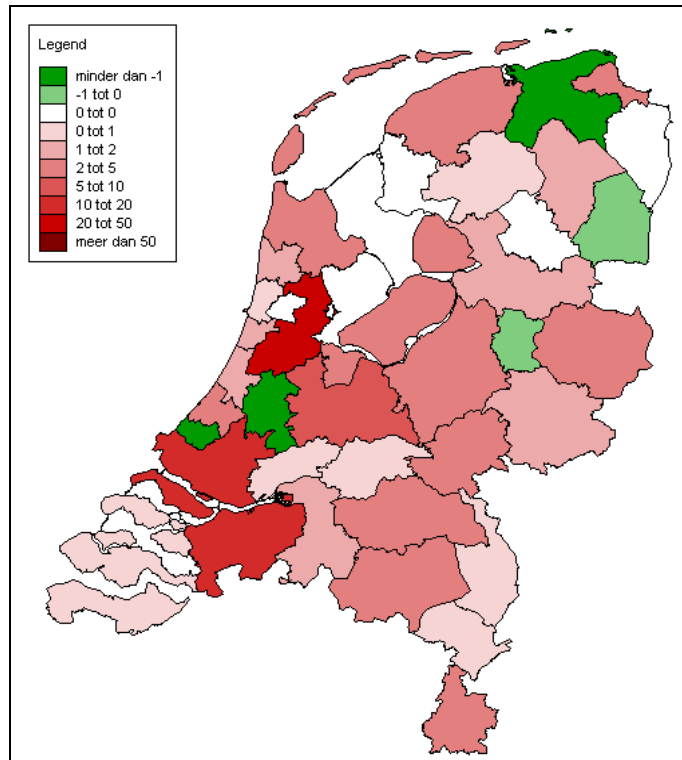 Legend
minder dan -1
-1 tot 0
0 tot 0
0 tot 1
1 tot 2
2 tot 5
5 tot 10
10 tot 20
20 tot 50
meer dan 50